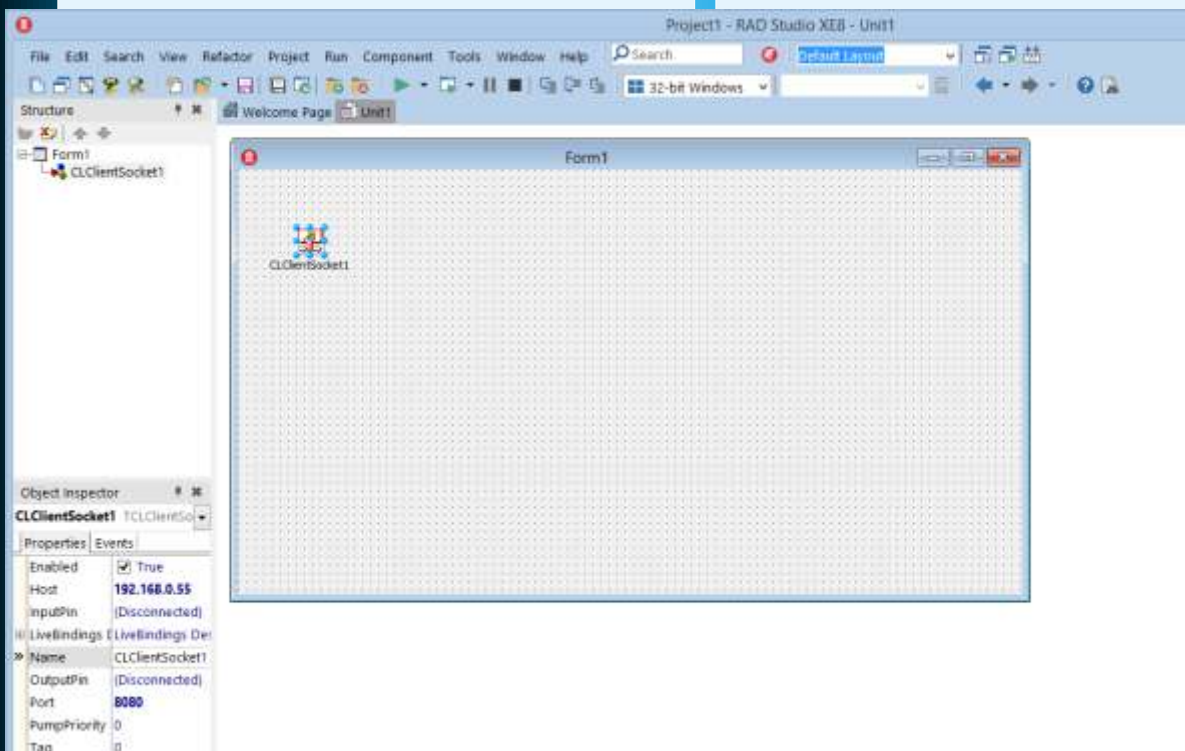 Project1 - RAD Studio XE8 - Unit1
File Edit Search View Refactor Project Run Component Tools Window Help Search Default Layout
32-bit Windows
Structure
Welcome Page Unit1
Form1
CLClientSocket1
Form1
CLClientSocket1
Object Inspector
CLClientSocket1 TCLClientSo
Properties Events
Enabled True
Host 192.168.0.55
InputPin (Disconnected)
LiveBindings D LiveBindings Des
Name CLClientSocket1
OutputPin (Disconnected)
Port 8080
PumpPriority 0
Tag 0